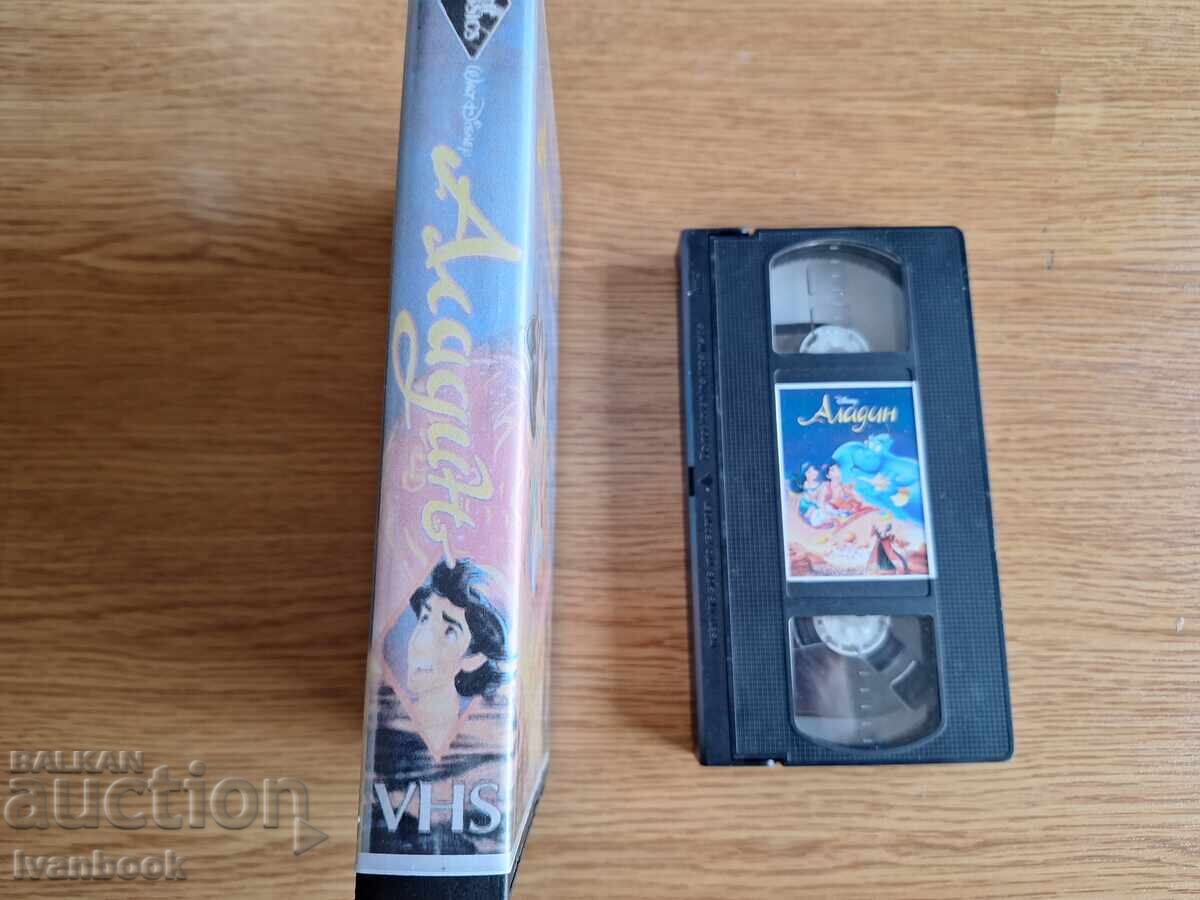 Walt Disney
Аладин
VHS
Disney
Аладин
BALKAN
auction
Ivanbook